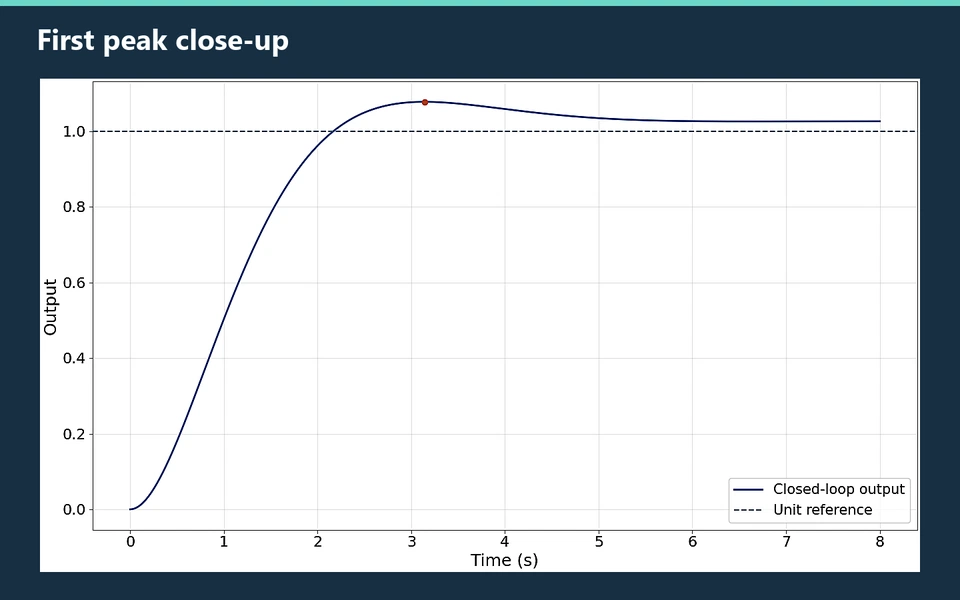 First peak close-up
1.0
0.8
0.6
0.4
0.2
0.0
Output
0 1 2 3 4 5 6 7 8
Time (s)
Closed-loop output
Unit reference